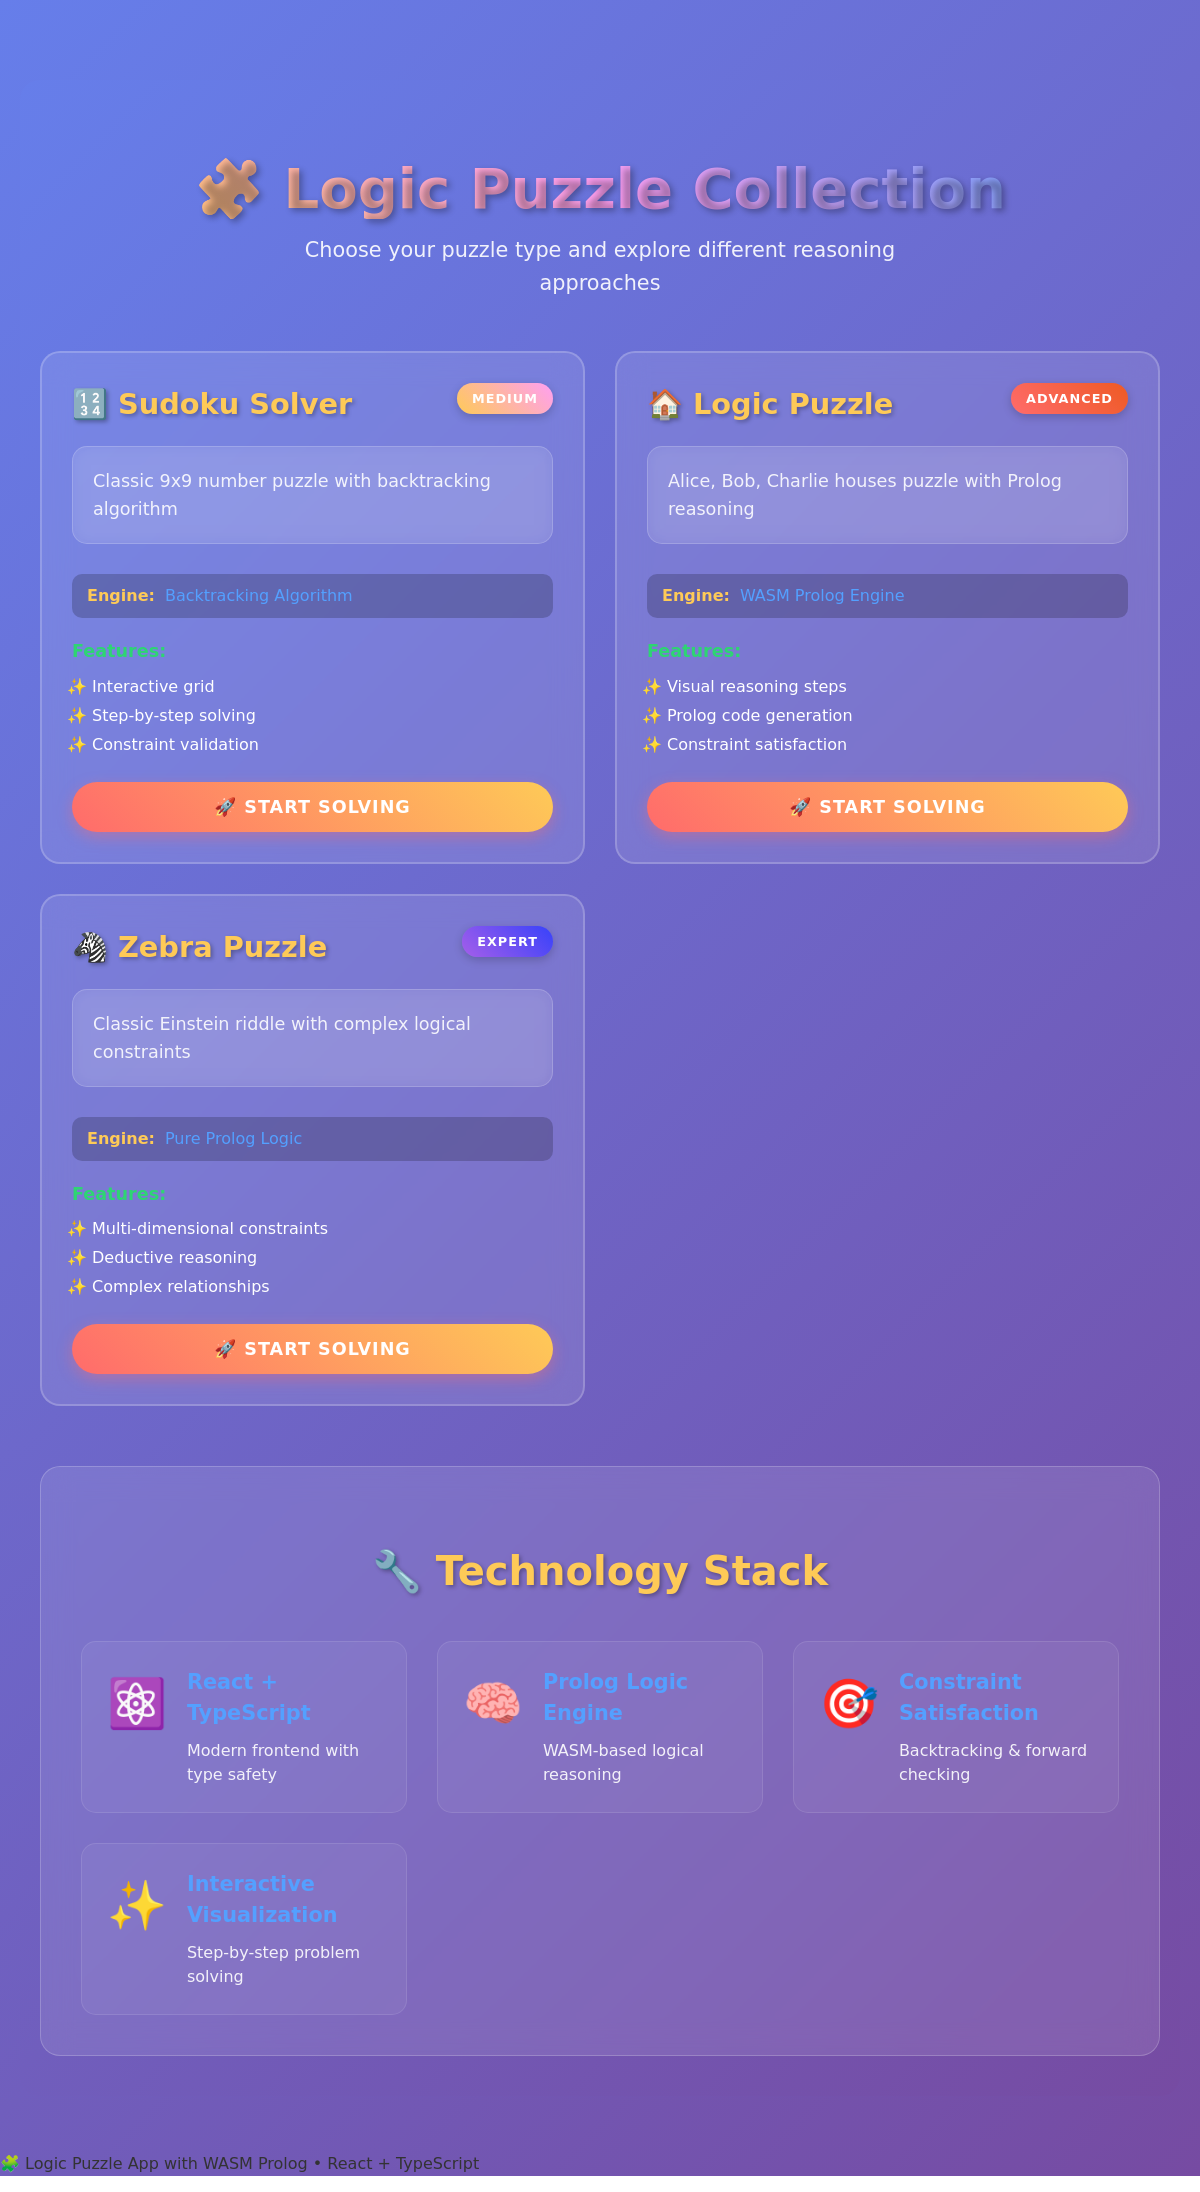 🧩 Logic Puzzle Collection
Choose your puzzle type and explore different reasoning
approaches
🔢 Sudoku Solver
MEDIUM
Classic 9x9 number puzzle with backtracking
algorithm
Engine: Backtracking Algorithm
Features:
✨ Interactive grid
✨ Step-by-step solving
✨ Constraint validation
🚀 START SOLVING
🏠 Logic Puzzle
ADVANCED
Alice, Bob, Charlie houses puzzle with Prolog
reasoning
Engine: WASM Prolog Engine
Features:
✨ Visual reasoning steps
✨ Prolog code generation
✨ Constraint satisfaction
🚀 START SOLVING
🦓 Zebra Puzzle
EXPERT
Classic Einstein riddle with complex logical
constraints
Engine: Pure Prolog Logic
Features:
✨ Multi-dimensional constraints
✨ Deductive reasoning
✨ Complex relationships
🚀 START SOLVING
🔧 Technology Stack
React +
TypeScript
Modern frontend with
type safety
Prolog Logic
Engine
WASM-based logical
reasoning
Constraint
Satisfaction
Backtracking & forward
checking
Interactive
Visualization
Step-by-step problem
solving
🧩 Logic Puzzle App with WASM Prolog • React + TypeScript